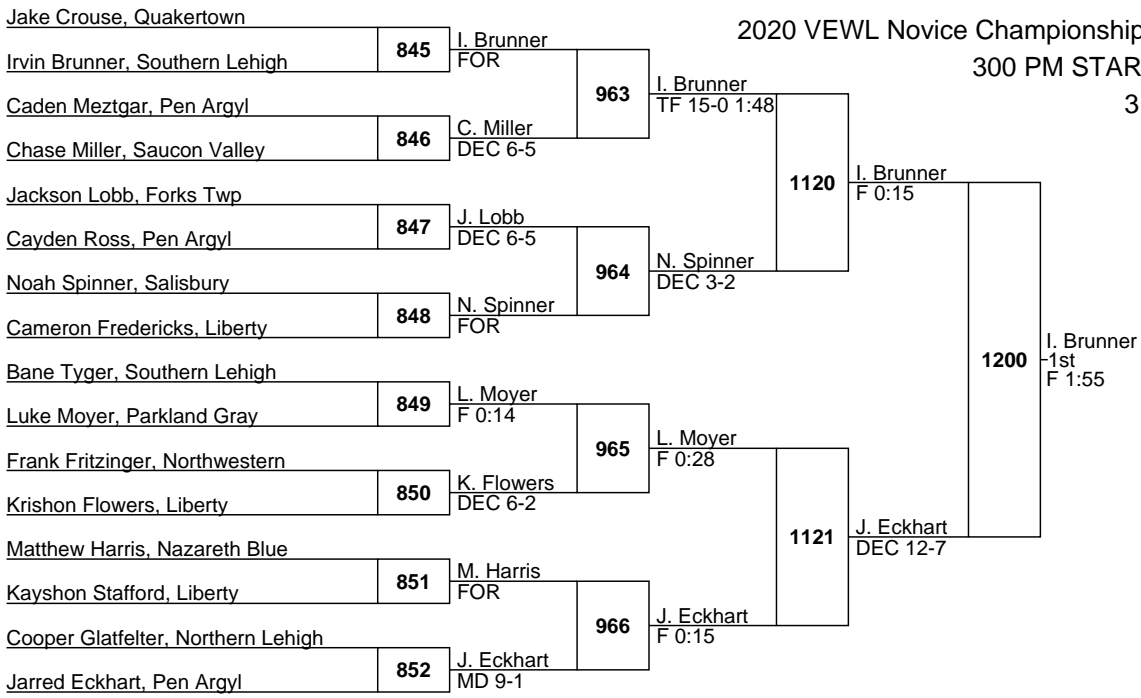 2020 VEWL Novice Championship
300 PM STAR
3
Jake Crouse, Quakertown
845
Irvin Brunner, Southern Lehigh
I. Brunner
FOR
963
Caden Meztgar, Pen Argyl
846
Chase Miller, Saucon Valley
C. Miller
DEC 6-5
I. Brunner
TF 15-0 1:48
1120
Jackson Lobb, Forks Twp
847
Cayden Ross, Pen Argyl
J. Lobb
DEC 6-5
964
Noah Spinner, Salisbury
848
Cameron Fredericks, Liberty
N. Spinner
FOR
N. Spinner
DEC 3-2
I. Brunner
F 0:15
1200
Bane Tyger, Southern Lehigh
849
Luke Moyer, Parkland Gray
L. Moyer
F 0:14
965
Frank Fritzinger, Northwestern
850
Krishon Flowers, Liberty
K. Flowers
DEC 6-2
L. Moyer
F 0:28
1121
Matthew Harris, Nazareth Blue
851
Kayshon Stafford, Liberty
M. Harris
FOR
966
Cooper Glatfelter, Northern Lehigh
852
Jarred Eckhart, Pen Argyl
J. Eckhart
MD 9-1
J. Eckhart
F 0:15
J. Eckhart
DEC 12-7
I. Brunner
1st
F 1:55